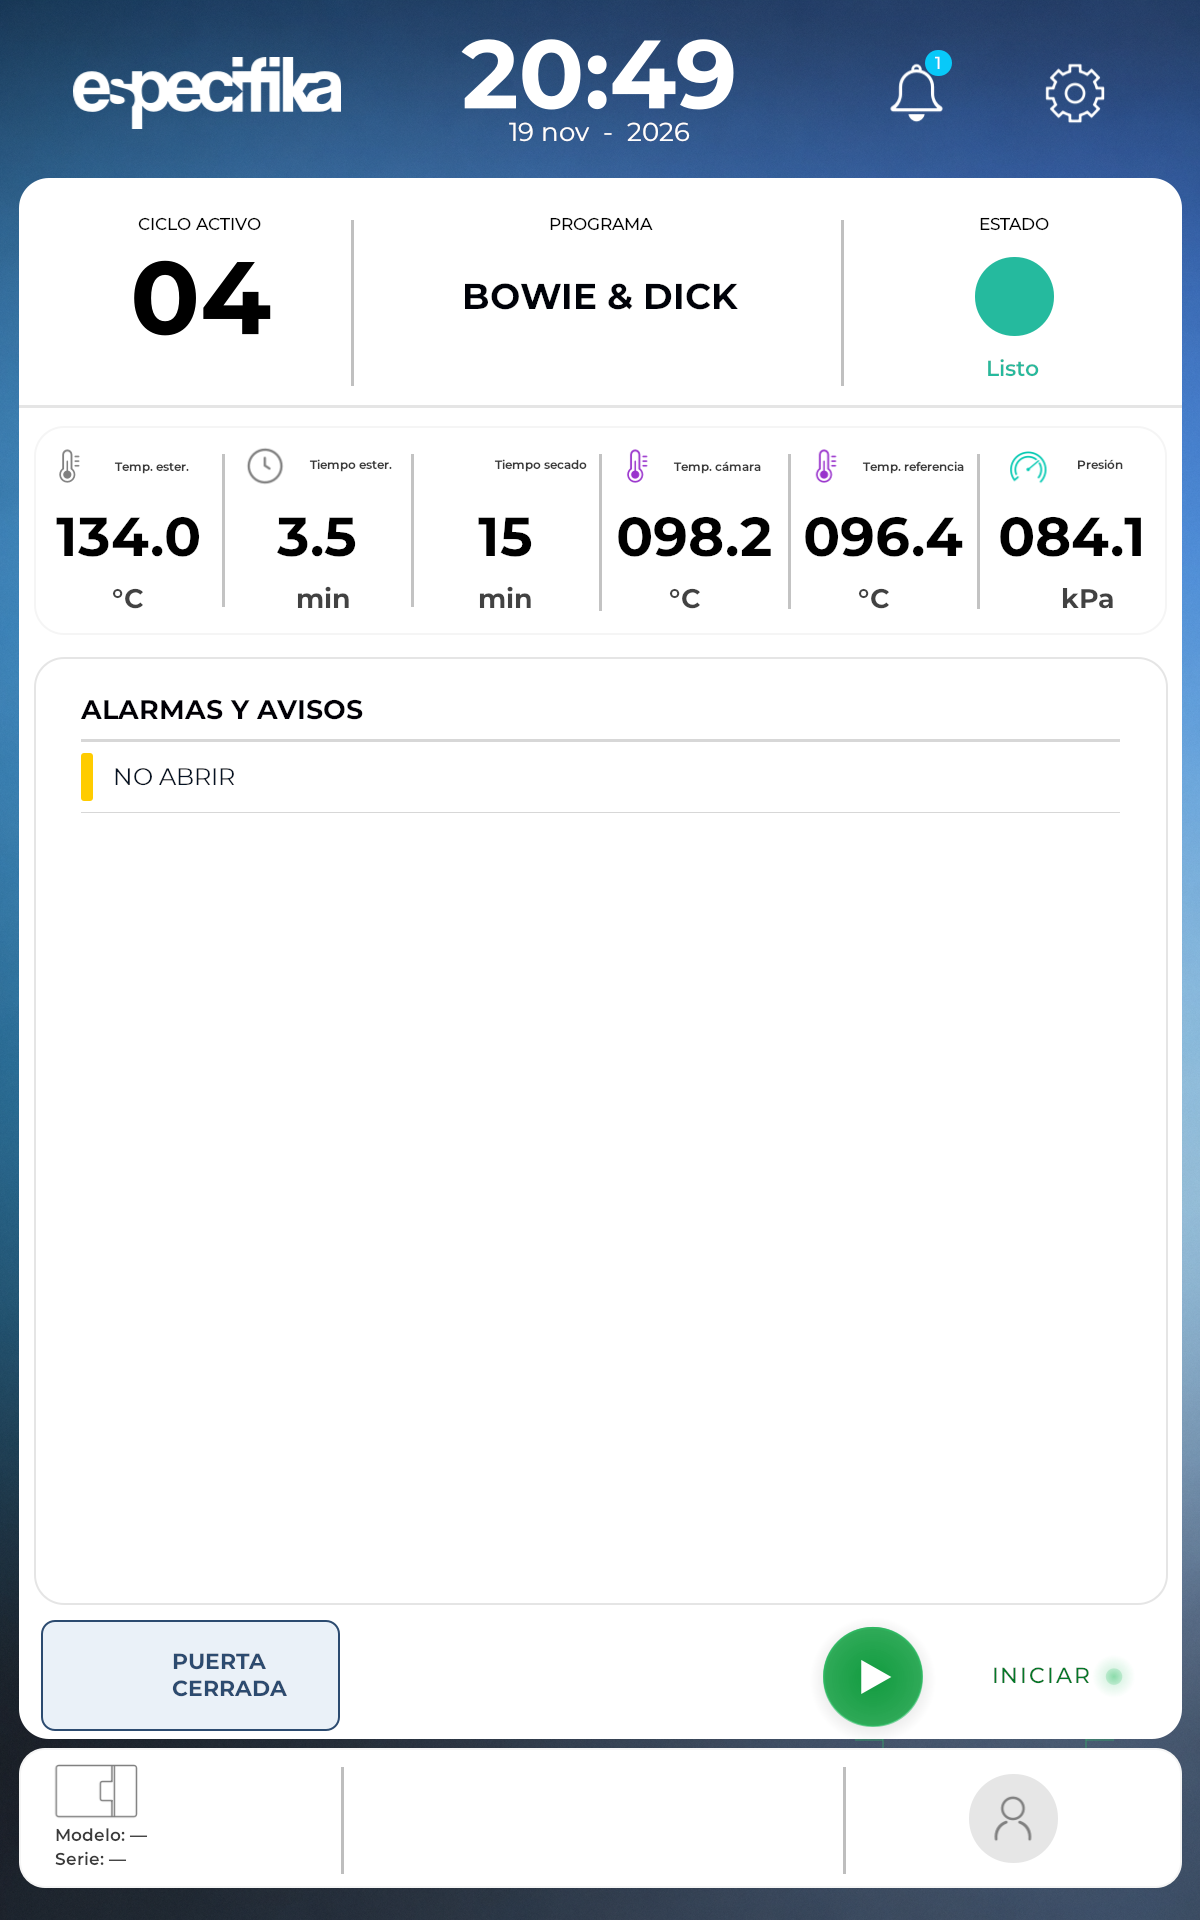 especifika
20:49
19 nov - 2026
1
CICLO ACTIVO
04
PROGRAMA
BOWIE & DICK
ESTADO
Listo
Temp. ester.
134.0
°C
Tiempo ester.
3.5
min
Tiempo secado
15
min
Temp. cámara
098.2
°C
Temp. referencia
096.4
°C
Presión
084.1
kPa
ALARMAS Y AVISOS
NO ABRIR
PUERTA
CERRADA
INICIAR
Modelo: —
Serie: —